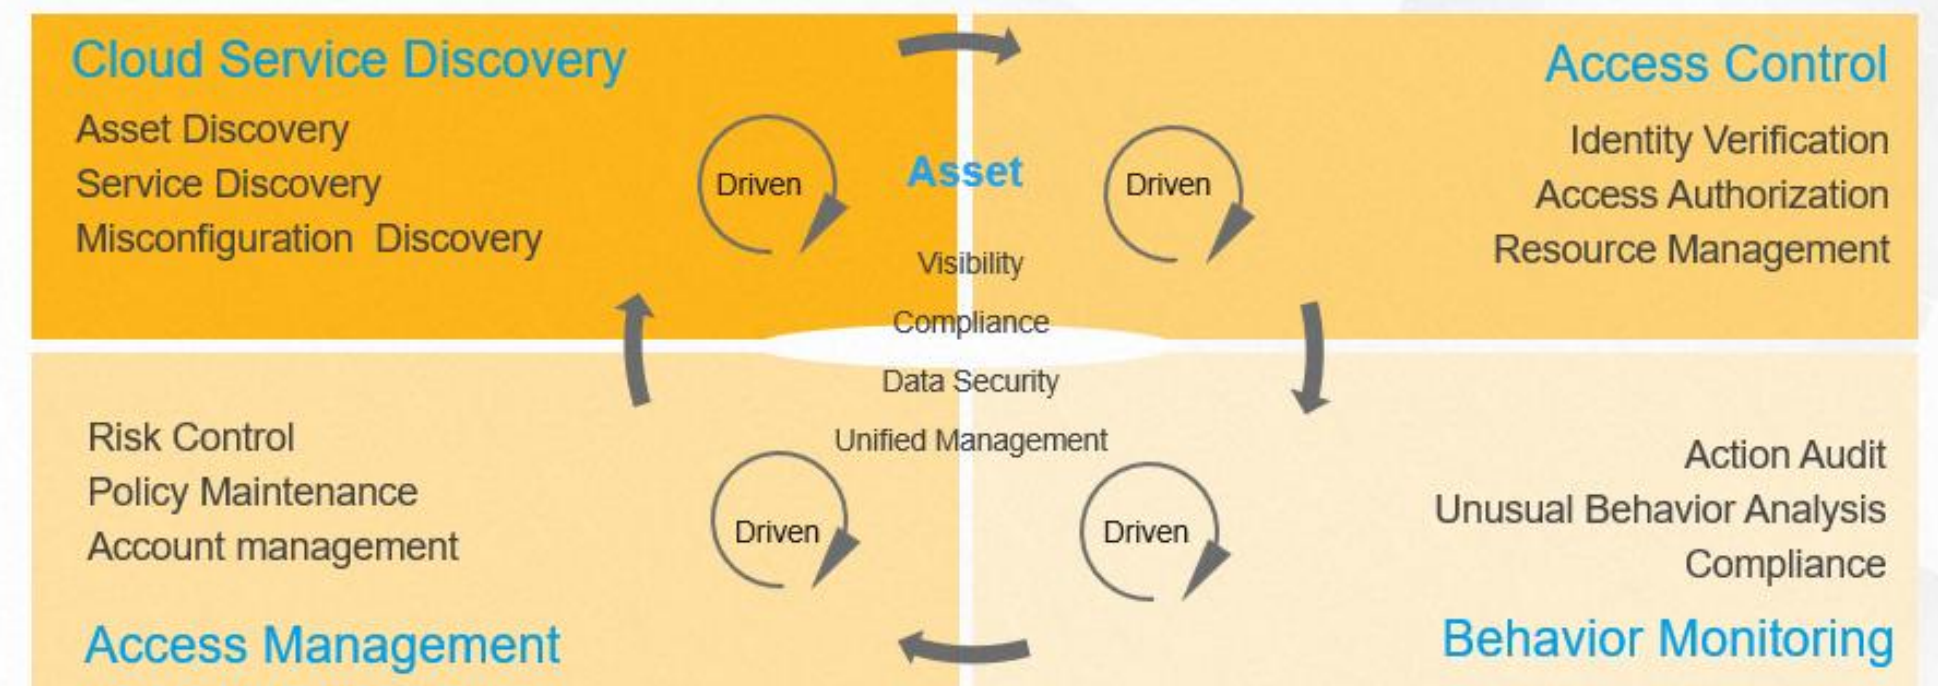 Cloud Service Discovery
Asset Discovery
Service Discovery
Misconfiguration Discovery
Driven
Asset
Visibility
Compliance
Data Security
Unified Management
Driven
Access Control
Identity Verification
Access Authorization
Resource Management
Risk Control
Policy Maintenance
Account management
Access Management
Driven
Driven
Action Audit
Unusual Behavior Analysis
Compliance
Behavior Monitoring